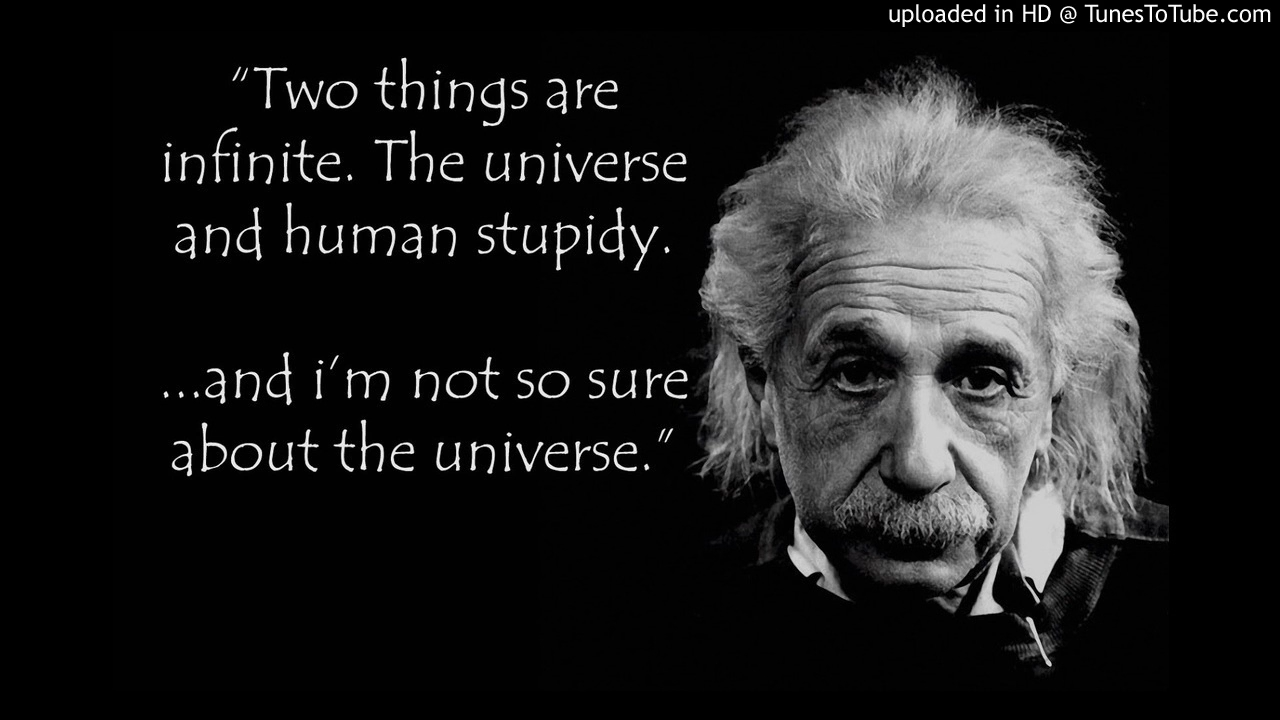 uploaded in HD @ TunesToTube.com
“Two things are
infinite. The universe
and human stupidy.
...and i’m not so sure
about the universe.”